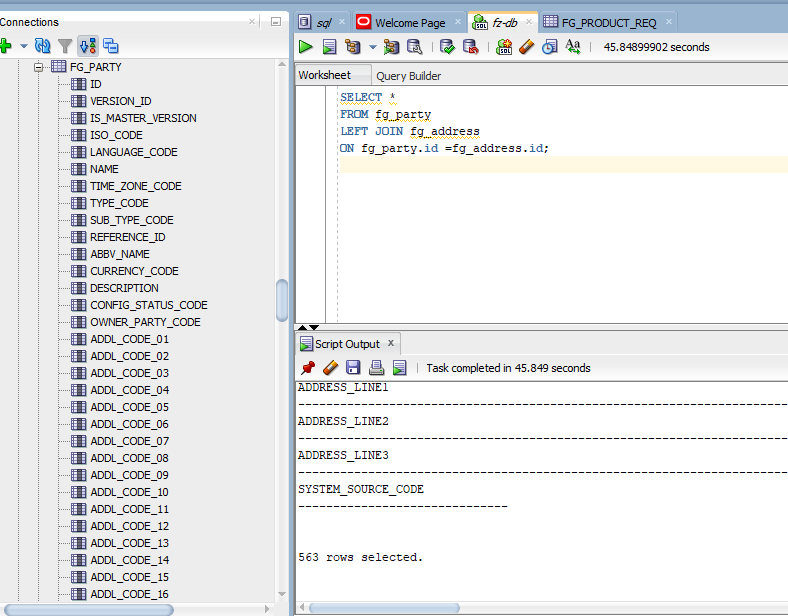 Connections
FG_PARTY
ID
VERSION_ID
IS_MASTER_VERSION
ISO_CODE
LANGUAGE_CODE
NAME
TIME_ZONE_CODE
TYPE_CODE
SUB_TYPE_CODE
REFERENCE_ID
ABBV_NAME
CURRENCY_CODE
DESCRIPTION
CONFIG_STATUS_CODE
OWNER_PARTY_CODE
ADDL_CODE_01
ADDL_CODE_02
ADDL_CODE_03
ADDL_CODE_04
ADDL_CODE_05
ADDL_CODE_06
ADDL_CODE_07
ADDL_CODE_08
ADDL_CODE_09
ADDL_CODE_10
ADDL_CODE_11
ADDL_CODE_12
ADDL_CODE_13
ADDL_CODE_14
ADDL_CODE_15
ADDL_CODE_16
sql Welcome Page fz-db FG_PRODUCT_REQ
SQL SQL Aa 45.84899902 seconds
Worksheet Query Builder
SELECT *
FROM fg_party
LEFT JOIN fg_address
ON fg_party.id =fg_address.id;
Script Output x
Task completed in 45.849 seconds
ADDRESS_LINE1
--------------------------------------------------------------------------------
ADDRESS_LINE2
--------------------------------------------------------------------------------
ADDRESS_LINE3
--------------------------------------------------------------------------------
SYSTEM_SOURCE_CODE
------------------------------
563 rows selected.